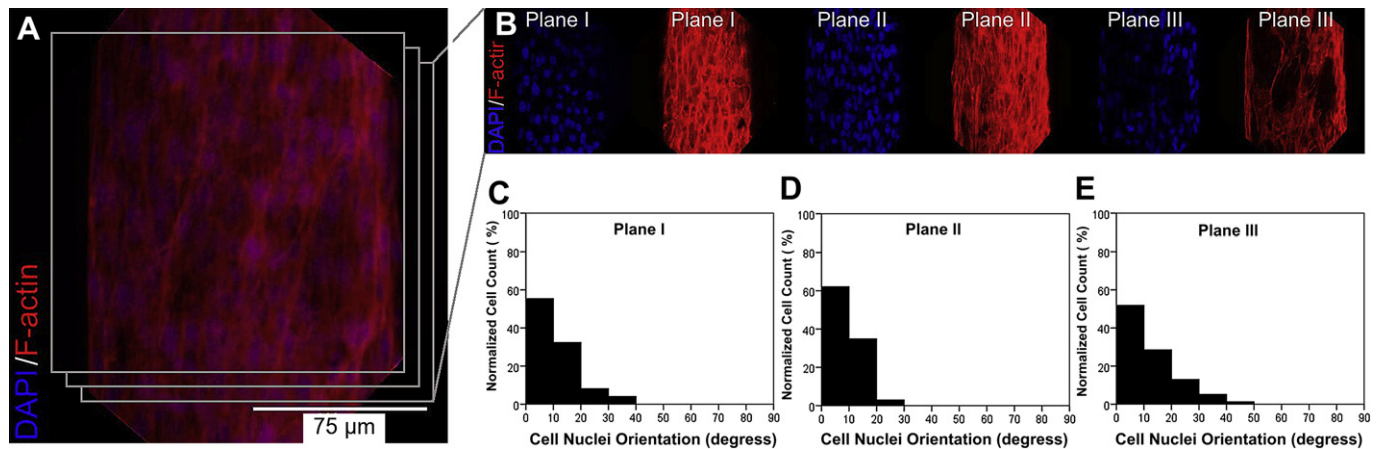 A
DAPI/F-actin
75 µm
B
DAPI/F-actin
Plane I Plane I Plane II Plane II Plane III Plane III
C
Plane I
Normalized Cell Count ( %)
100
80
60
40
20
0
0 10 20 30 40 50 60 70 80 90
Cell Nuclei Orientation (degress)
D
Plane II
Normalized Cell Count ( %)
100
80
60
40
20
0
0 10 20 30 40 50 60 70 80 90
Cell Nuclei Orientation (degress)
E
Plane III
Normalized Cell Count ( %)
100
80
60
40
20
0
0 10 20 30 40 50 60 70 80 90
Cell Nuclei Orientation (degress)